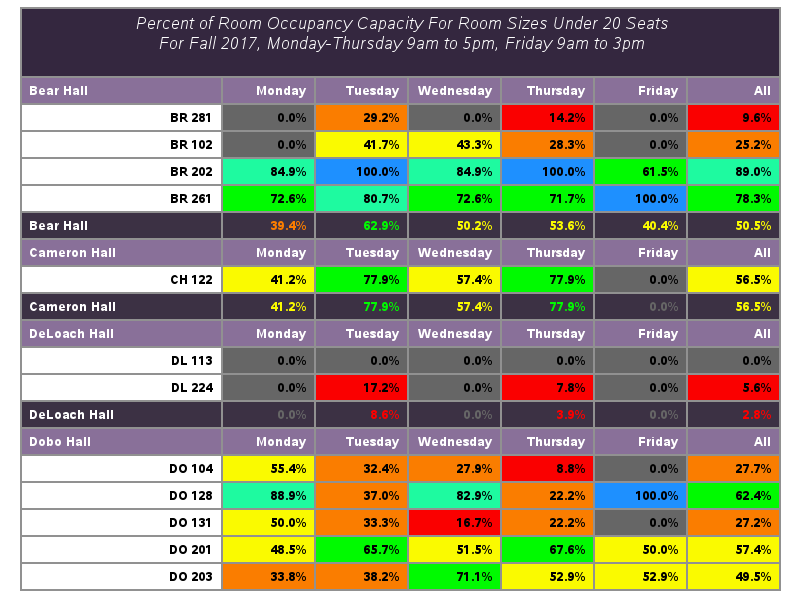 Percent of Room Occupancy Capacity For Room Sizes Under 20 Seats
For Fall 2017, Monday-Thursday 9am to 5pm, Friday 9am to 3pm
Bear Hall Monday Tuesday Wednesday Thursday Friday All
BR 281 0.0% 29.2% 0.0% 14.2% 0.0% 9.6%
BR 102 0.0% 41.7% 43.3% 28.3% 0.0% 25.2%
BR 202 84.9% 100.0% 84.9% 100.0% 61.5% 89.0%
BR 261 72.6% 80.7% 72.6% 71.7% 100.0% 78.3%
Bear Hall 39.4% 62.9% 50.2% 53.6% 40.4% 50.5%
Cameron Hall Monday Tuesday Wednesday Thursday Friday All
CH 122 41.2% 77.9% 57.4% 77.9% 0.0% 56.5%
Cameron Hall 41.2% 77.9% 57.4% 77.9% 0.0% 56.5%
DeLoach Hall Monday Tuesday Wednesday Thursday Friday All
DL 113 0.0% 0.0% 0.0% 0.0% 0.0% 0.0%
DL 224 0.0% 17.2% 0.0% 7.8% 0.0% 5.6%
DeLoach Hall 0.0% 8.6% 0.0% 3.9% 0.0% 2.8%
Dobo Hall Monday Tuesday Wednesday Thursday Friday All
DO 104 55.4% 32.4% 27.9% 8.8% 0.0% 27.7%
DO 128 88.9% 37.0% 82.9% 22.2% 100.0% 62.4%
DO 131 50.0% 33.3% 16.7% 22.2% 0.0% 27.2%
DO 201 48.5% 65.7% 51.5% 67.6% 50.0% 57.4%
DO 203 33.8% 38.2% 71.1% 52.9% 52.9% 49.5%